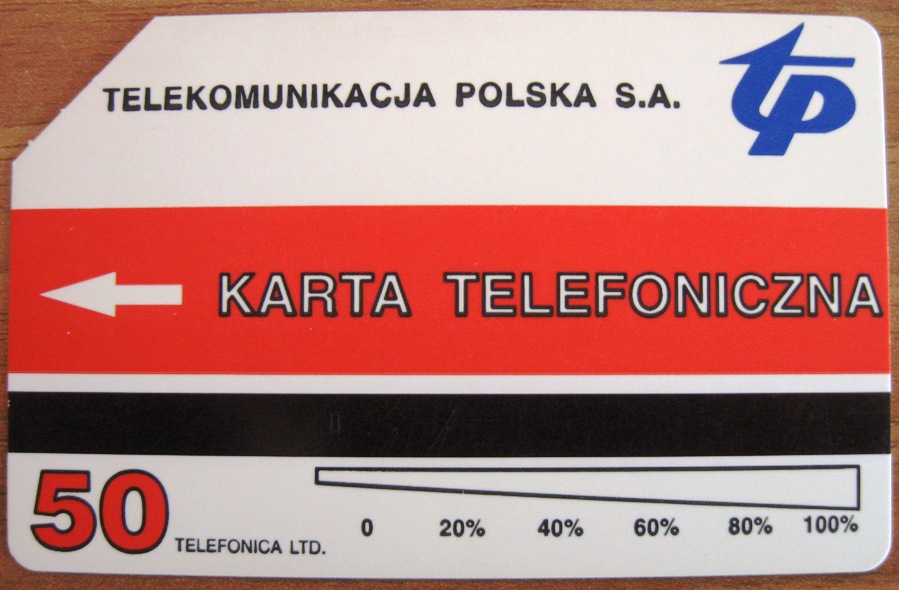 TELEKOMUNIKACJA POLSKA S.A.
tp
KARTA TELEFONICZNA
50
TELEFONICA LTD.
0 20% 40% 60% 80% 100%